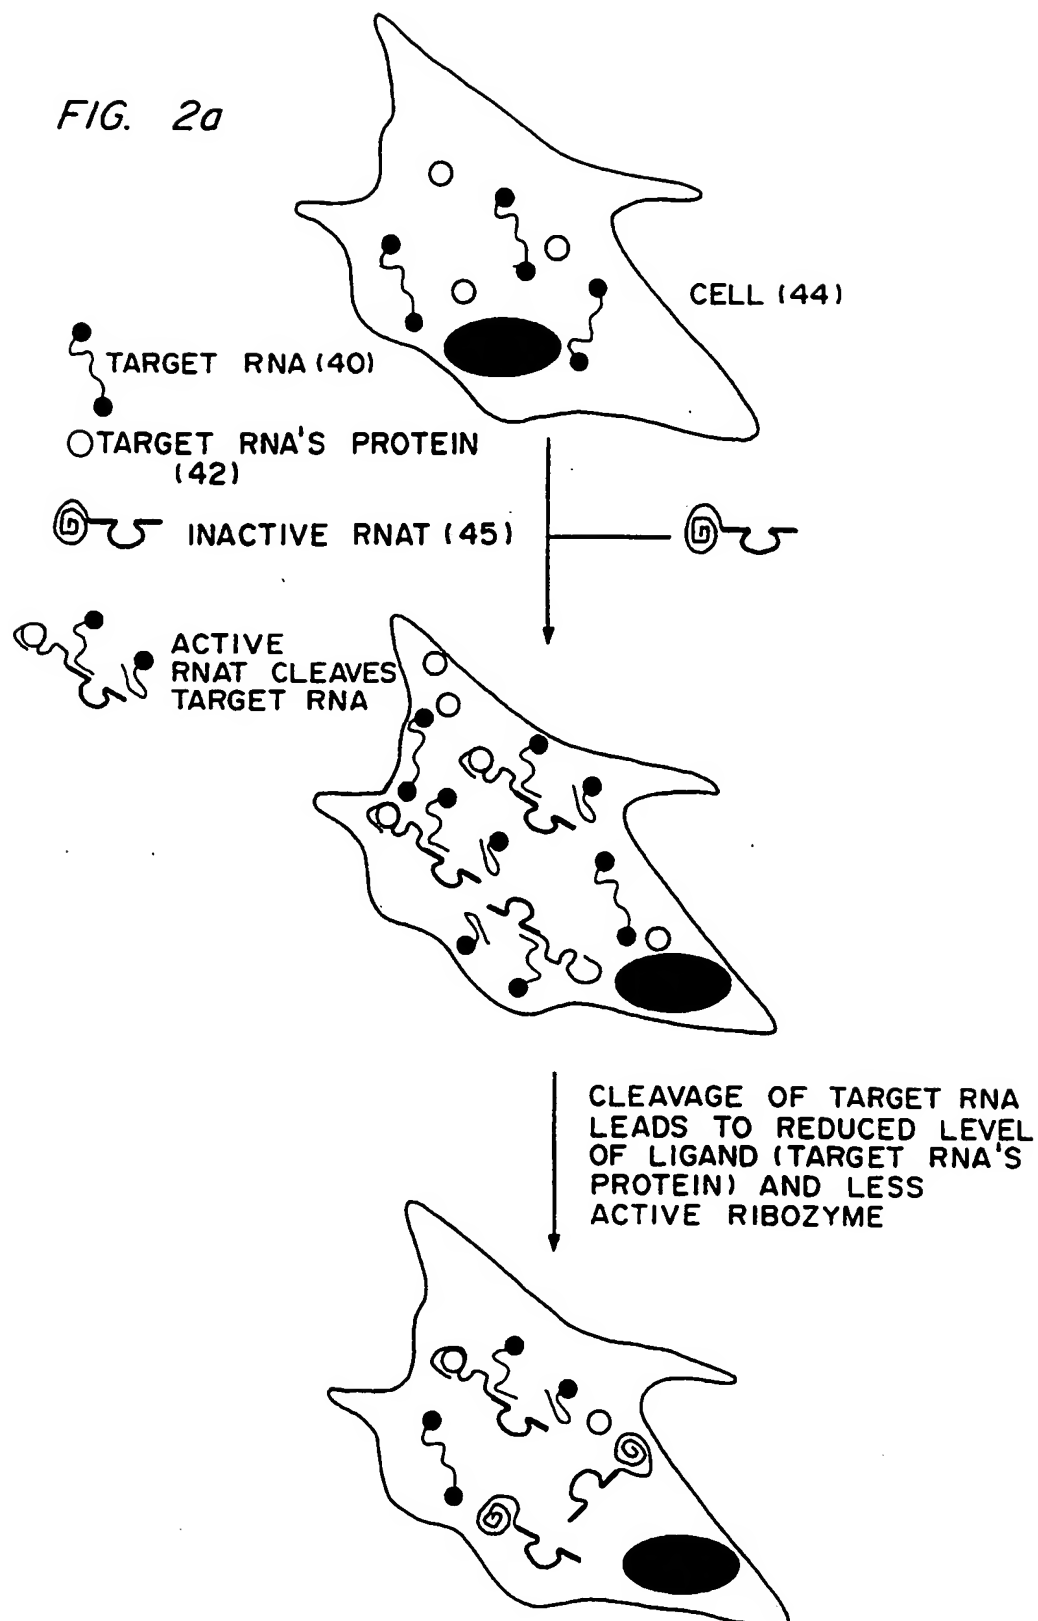 FIG. 2a
CELL (44)
TARGET RNA (40)
TARGET RNA'S PROTEIN
(42)
INACTIVE RNAT (45)
ACTIVE
RNAT CLEAVES
TARGET RNA
CLEAVAGE OF TARGET RNA
LEADS TO REDUCED LEVEL
OF LIGAND (TARGET RNA'S
PROTEIN) AND LESS
ACTIVE RIBOZYME